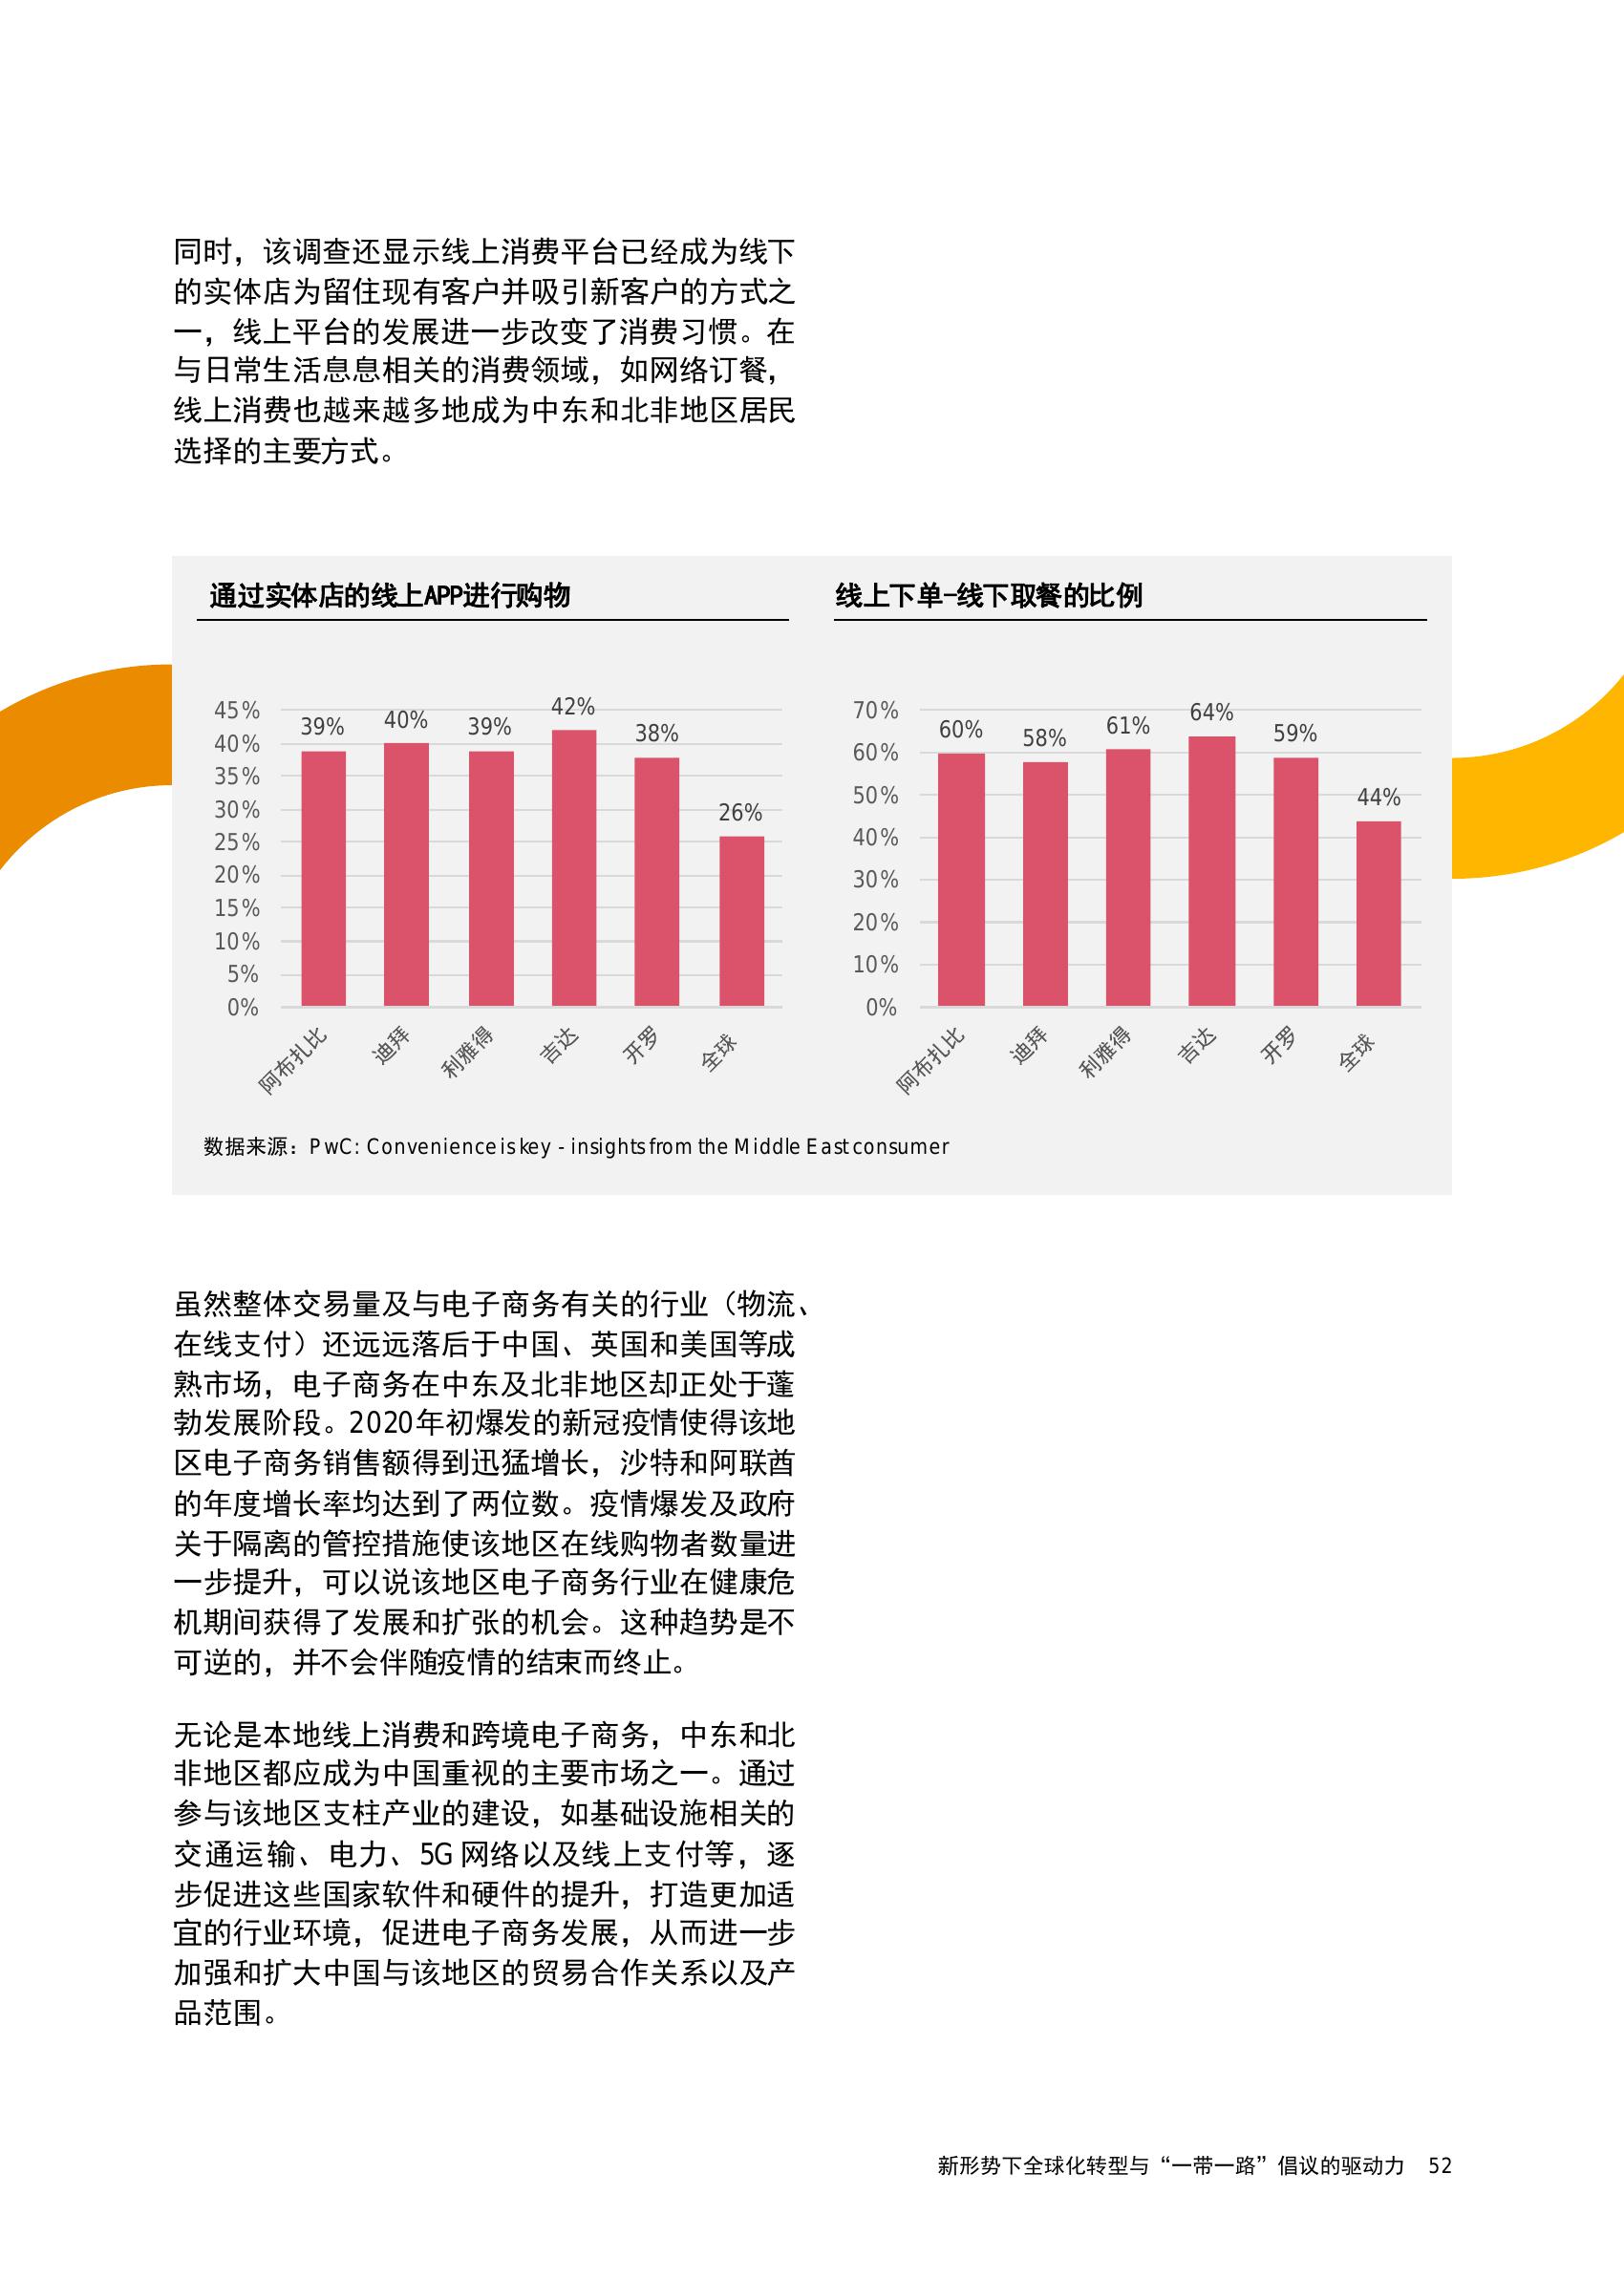 同时，该调查还显示线上消费平台已经成为线下
的实体店为留住现有客户并吸引新客户的方式之
一，线上平台的发展进一步改变了消费习惯。在
与日常生活息息相关的消费领域，如网络订餐，
线上消费也越来越多地成为中东和北非地区居民
选择的主要方式。
通过实体店的线上APP进行购物
45%
40%
35%
30%
25%
20%
15%
10%
5%
0%
39%
40%
39%
42%
38%
26%
阿布扎比
迪拜
利雅得
吉达
开罗
全球
线上下单-线下取餐的比例
70%
60%
50%
40%
30%
20%
10%
0%
60%
58%
61%
64%
59%
44%
阿布扎比
迪拜
利雅得
吉达
开罗
全球
数据来源：PwC: Convenience is key - insights from the Middle East consumer
虽然整体交易量及与电子商务有关的行业（物流、
在线支付）还远远落后于中国、英国和美国等成
熟市场，电子商务在中东及北非地区却正处于蓬
勃发展阶段。2020年初爆发的新冠疫情使得该地
区电子商务销售额得到迅猛增长，沙特和阿联酋
的年度增长率均达到了两位数。疫情爆发及政府
关于隔离的管控措施使该地区在线购物者数量进
一步提升，可以说该地区电子商务行业在健康危
机期间获得了发展和扩张的机会。这种趋势是不
可逆的，并不会伴随疫情的结束而终止。
无论是本地线上消费和跨境电子商务，中东和北
非地区都应成为中国重视的主要市场之一。通过
参与该地区支柱产业的建设，如基础设施相关的
交通运输、电力、5G 网络以及线上支付等，逐
步促进这些国家软件和硬件的提升，打造更加适
宜的行业环境，促进电子商务发展，从而进一步
加强和扩大中国与该地区的贸易合作关系以及产
品范围。
新形势下全球化转型与“一带一路”倡议的驱动力 52